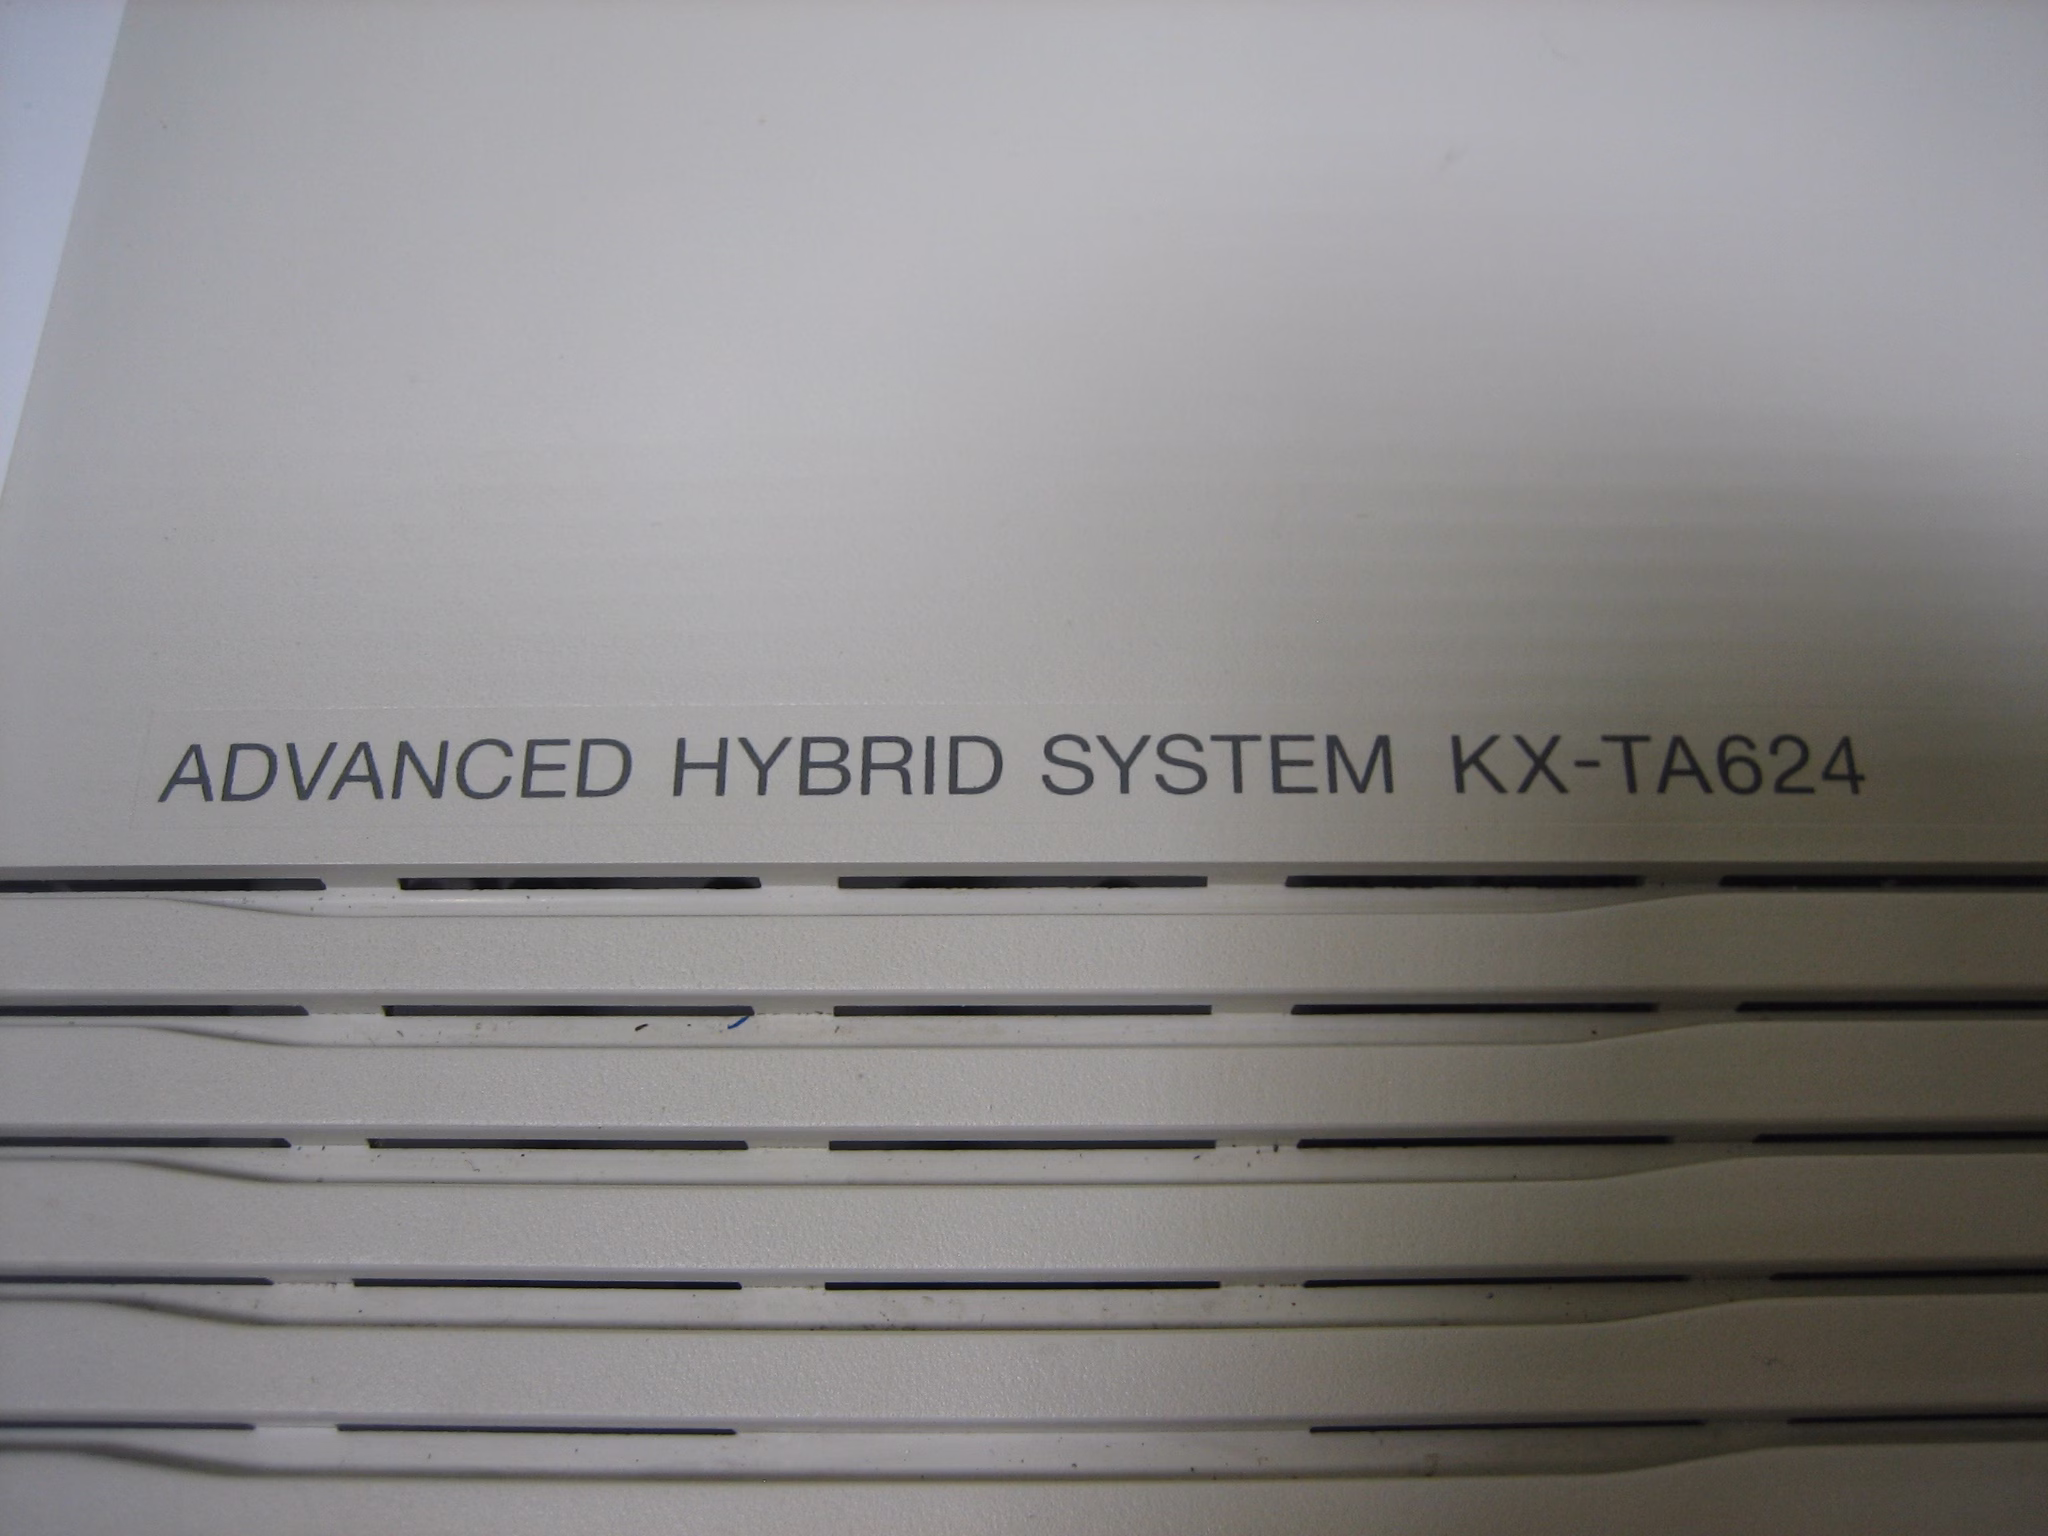 ADVANCED HYBRID SYSTEM KX-TA624